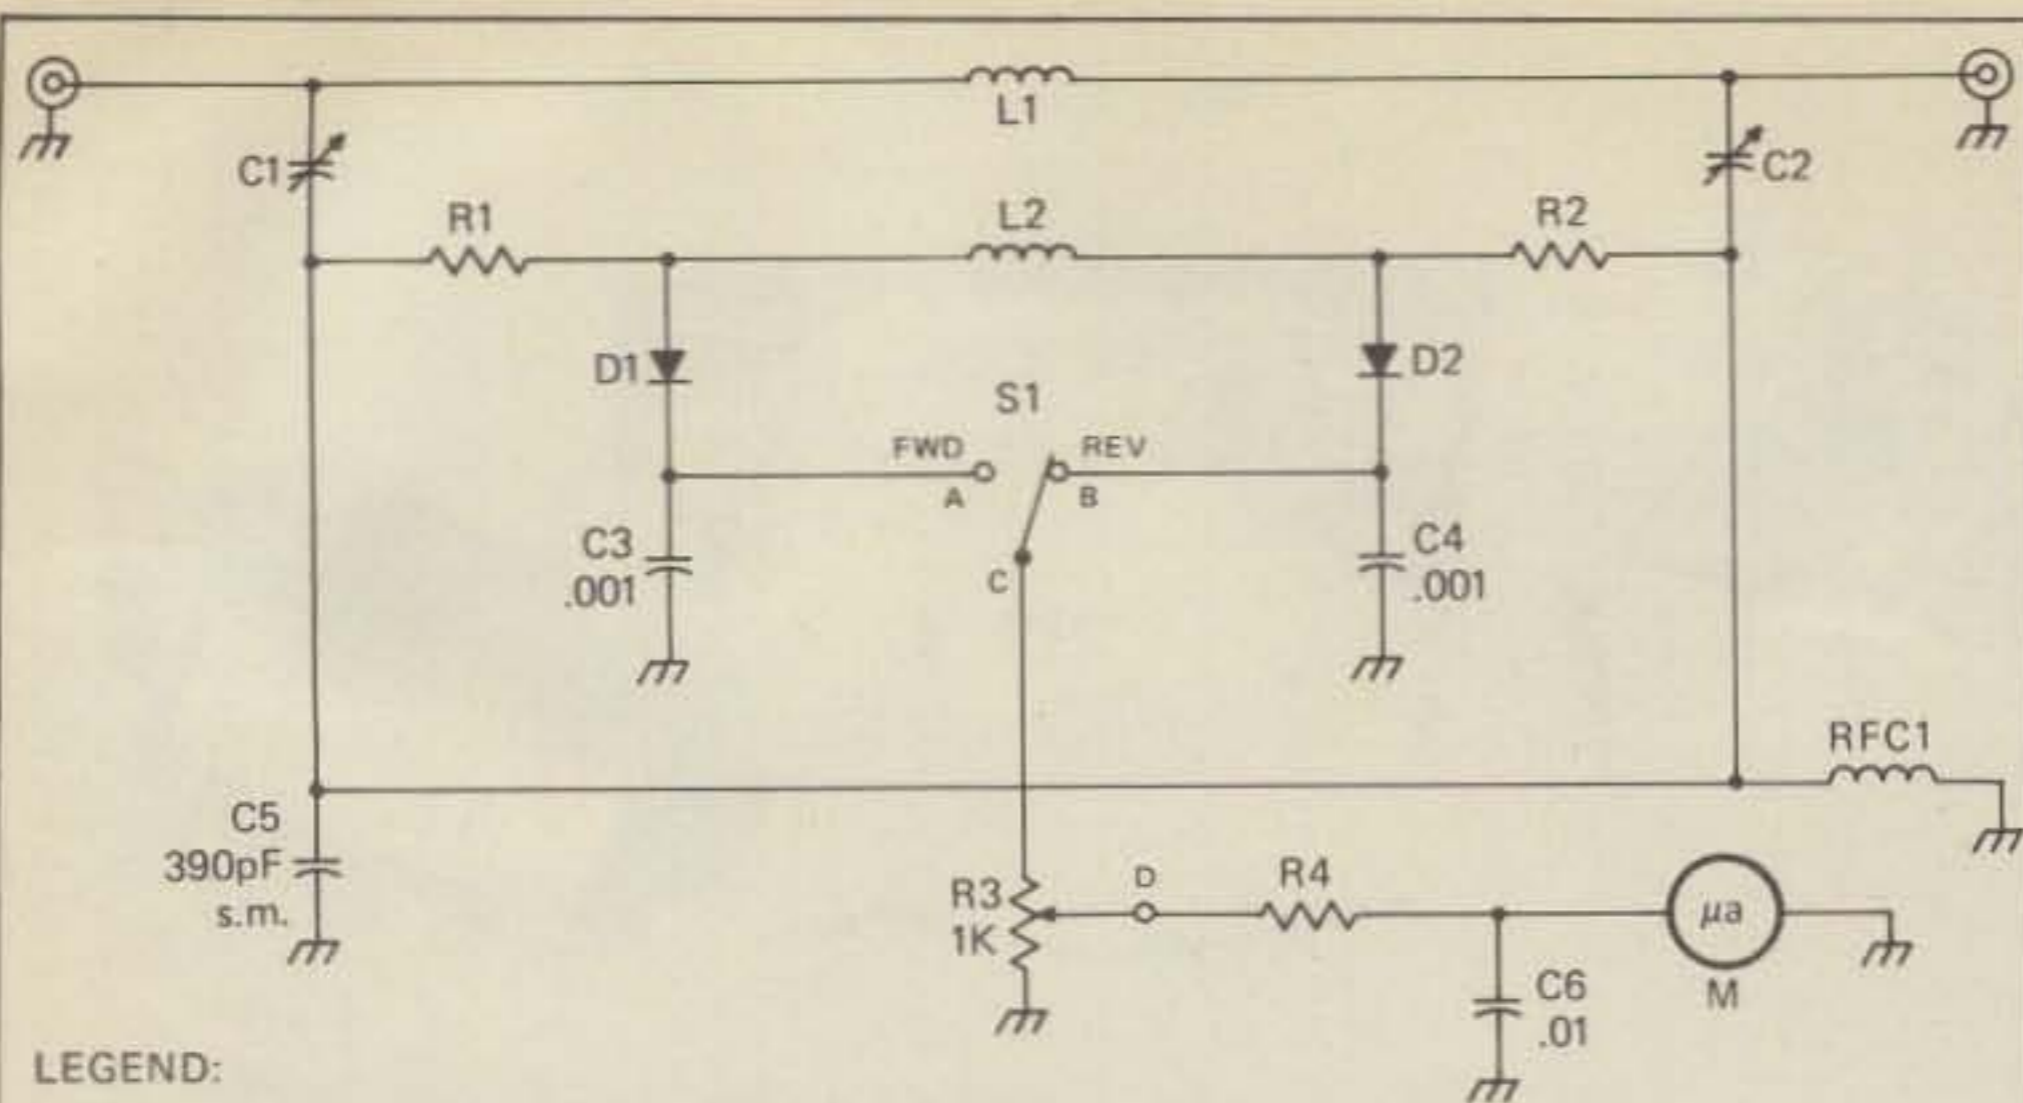 L1
C1
C2
R1
L2
R2
D1
D2
S1
FWD
REV
A
B
C3
.001
C
C4
.001
RFC1
C5
390pF
s.m.
R3
1K
D
R4
µa
M
C6
.01
LEGEND: